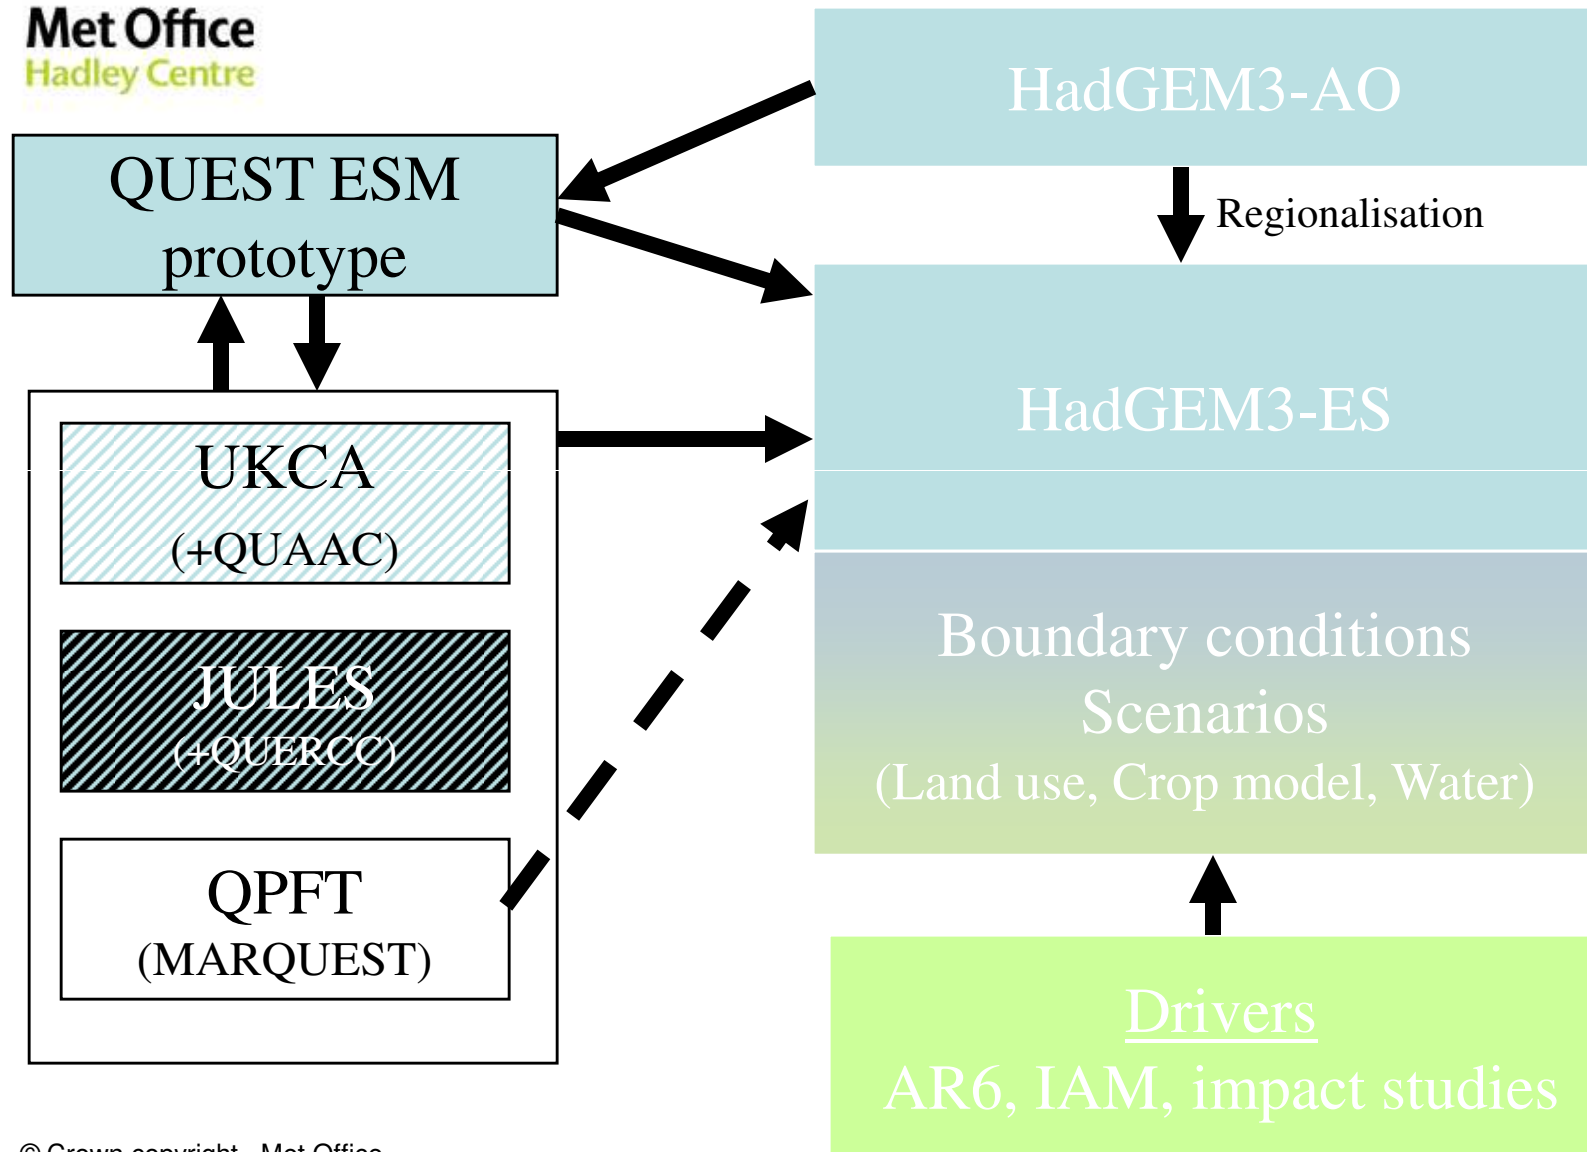 Met Office
Hadley Centre
HadGEM3-AO
QUEST ESM
prototype
Regionalisation
HadGEM3-ES
UKCA
(+QUAAC)
JULES
(+QUERCC)
QPFT
(MARQUEST)
Boundary conditions
Scenarios
(Land use, Crop model, Water)
Drivers
AR6, IAM, impact studies
© Crown copyright Met Office